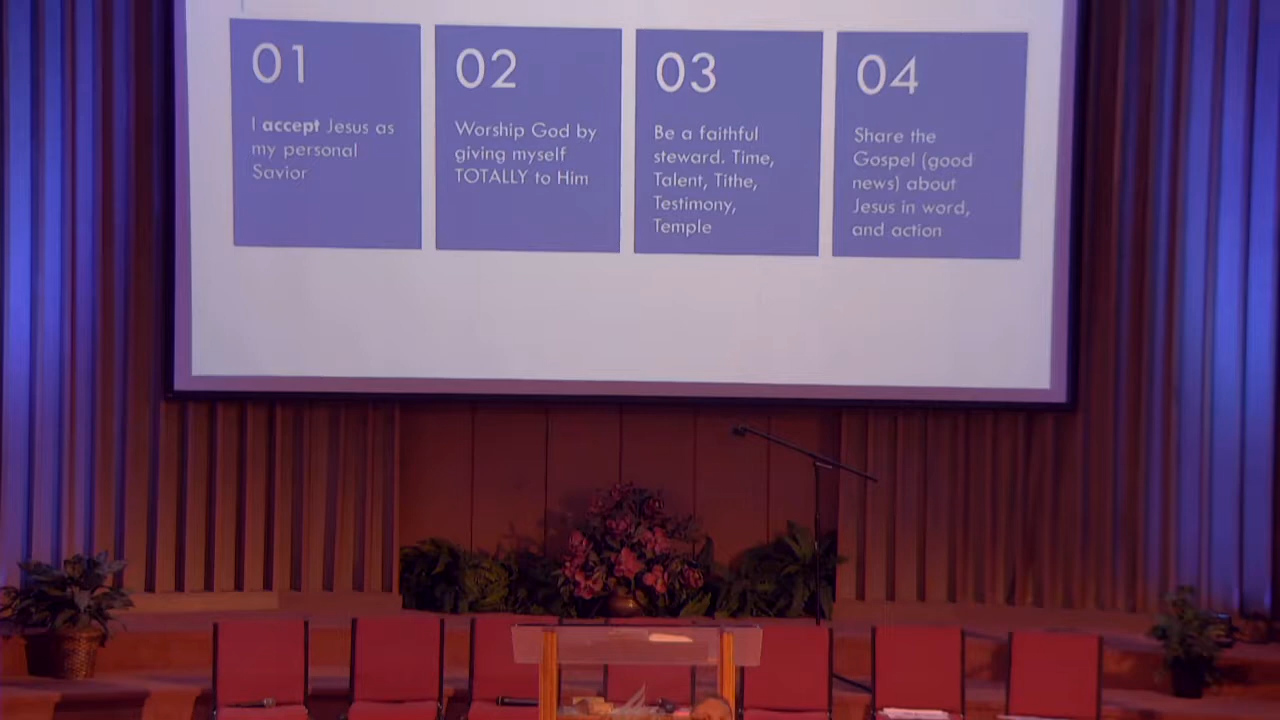 01
I accept Jesus as
my personal
Savior
02
Worship God by
giving myself
TOTALLY to Him
03
Be a faithful
steward. Time,
Talent, Tithe,
Testimony,
Temple
04
Share the
Gospel (good
news) about
Jesus in word,
and action